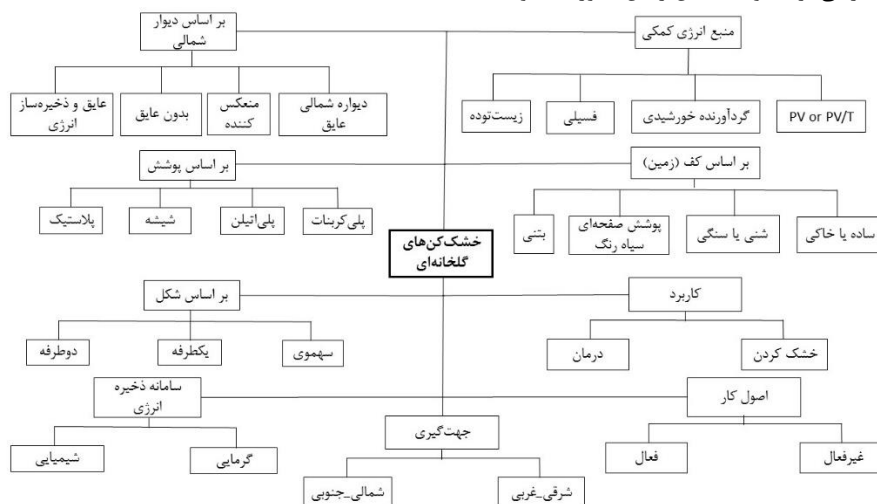 بر اساس دیوار
شمالی
منبع انرژی کمکی
عایق و ذخیره‌ساز
انرژی
بدون عایق
منعکس
کننده
دیواره شمالی
عایق
زیست‌توده
فسیلی
گردآورنده خورشیدی
PV or PV/T
بر اساس پوشش
بر اساس کف (زمین)
پلاستیک
شیشه
پلی‌اتیلن
پلی‌کربنات
بتنی
پوشش صفحه‌ای
سیاه رنگ
شنی یا سنگی
ساده یا خاکی
خشک‌کن‌های
گلخانه‌ای
بر اساس شکل
کاربرد
دوطرفه
یکطرفه
سهموی
درمان
خشک کردن
سامانه ذخیره
انرژی
اصول کار
جهت‌گیری
شیمیایی
گرمایی
فعال
غیرفعال
شمالی_جنوبی
شرقی_غربی